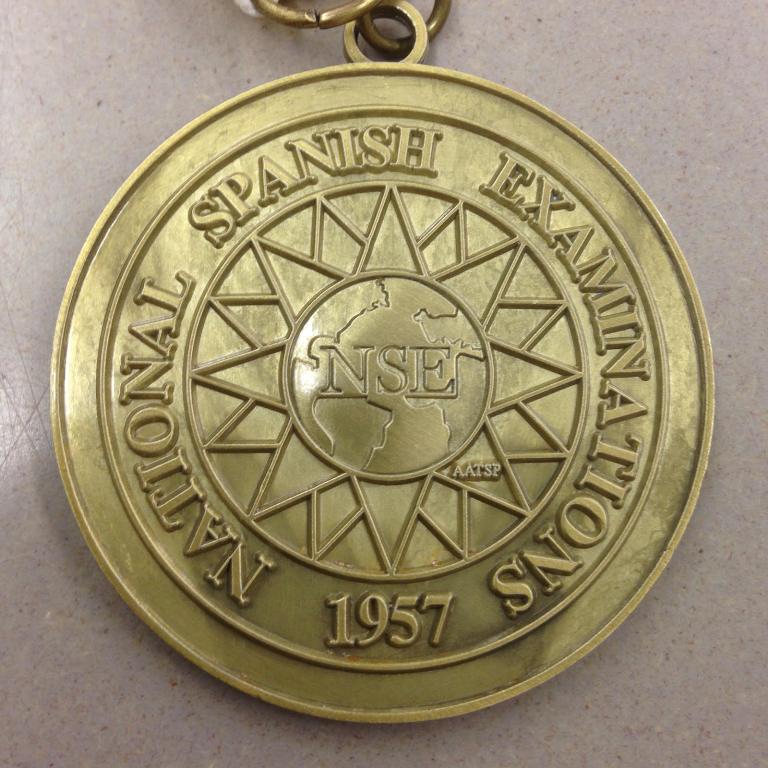 NATIONAL SPANISH EXAMINATIONS
NSE
AATSP
1957